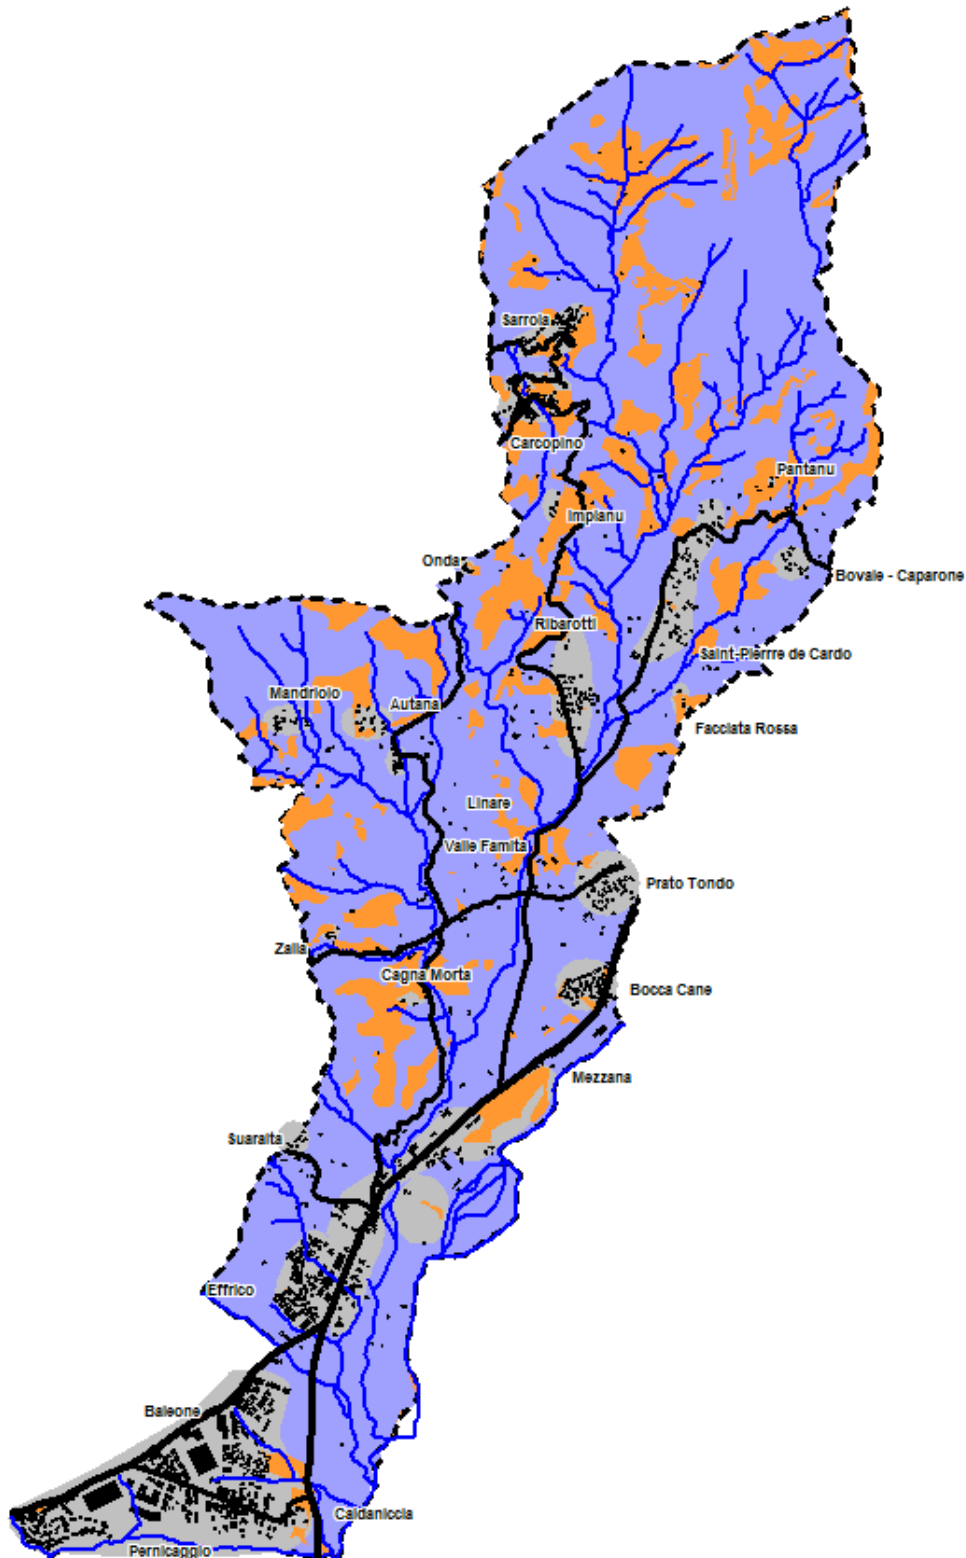 Sarrola
Carcopino
Pantanu
Impianu
Onda
Bovale - Caparone
Ribarotti
Saint-Pierrre de Cardo
Mandriolo
Autana
Facciata Rossa
Linare
Valle Famita
Prato Tondo
Zalla
Cagna Morta
Bocca Cane
Mezzana
Suaralta
Effrico
Baleone
Caldaniccia
Pernicaggio